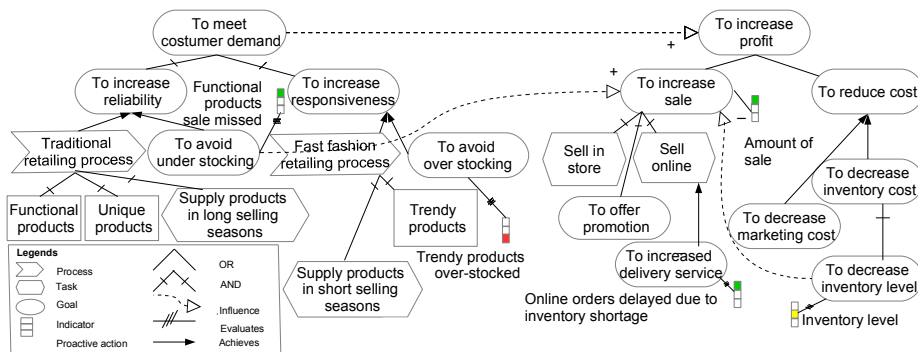 To meet
costumer demand
To increase
profit
+
To increase
reliability
Functional
products
sale missed
To increase
responsiveness
+
To increase
sale
To reduce cost
Traditional
retailing process
To avoid
under stocking
Fast fashion
retailing process
To avoid
over stocking
Sell in
store
Sell
online
–
Amount of
sale
To decrease
inventory cost
Functional
products
Unique
products
Supply products
in long selling
seasons
Trendy
products
To offer
promotion
To decrease
marketing cost
Trendy products
over-stocked
Supply products
in short selling
seasons
To increased
delivery service
To decrease
inventory level
Online orders delayed due to
inventory shortage
Inventory level
Legends
Process
Task
Goal
Indicator
Proactive action
OR
AND
.Influence
Evaluates
Achieves